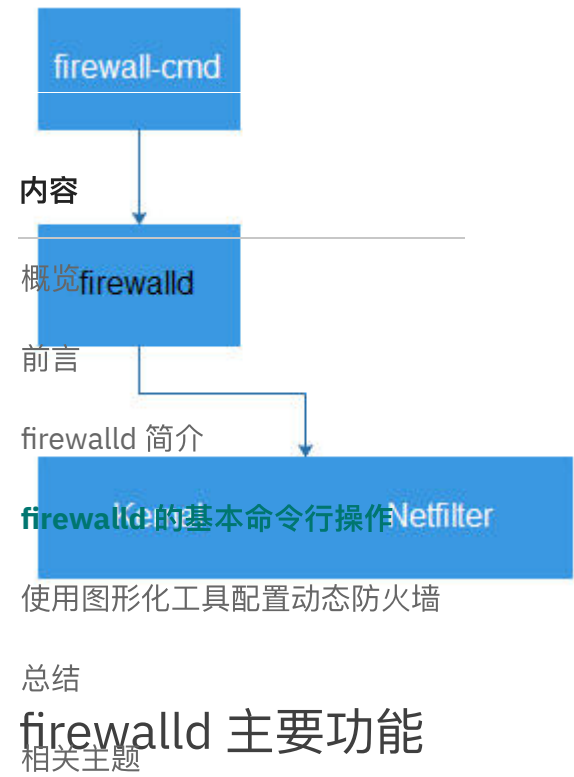 firewall-cmd
内容
概览
firewalld
前言
firewalld 简介
firewalld 的基本命令行操作
Kernel
Netfilter
使用图形化工具配置动态防火墙
总结
firewalld 主要功能
相关主题